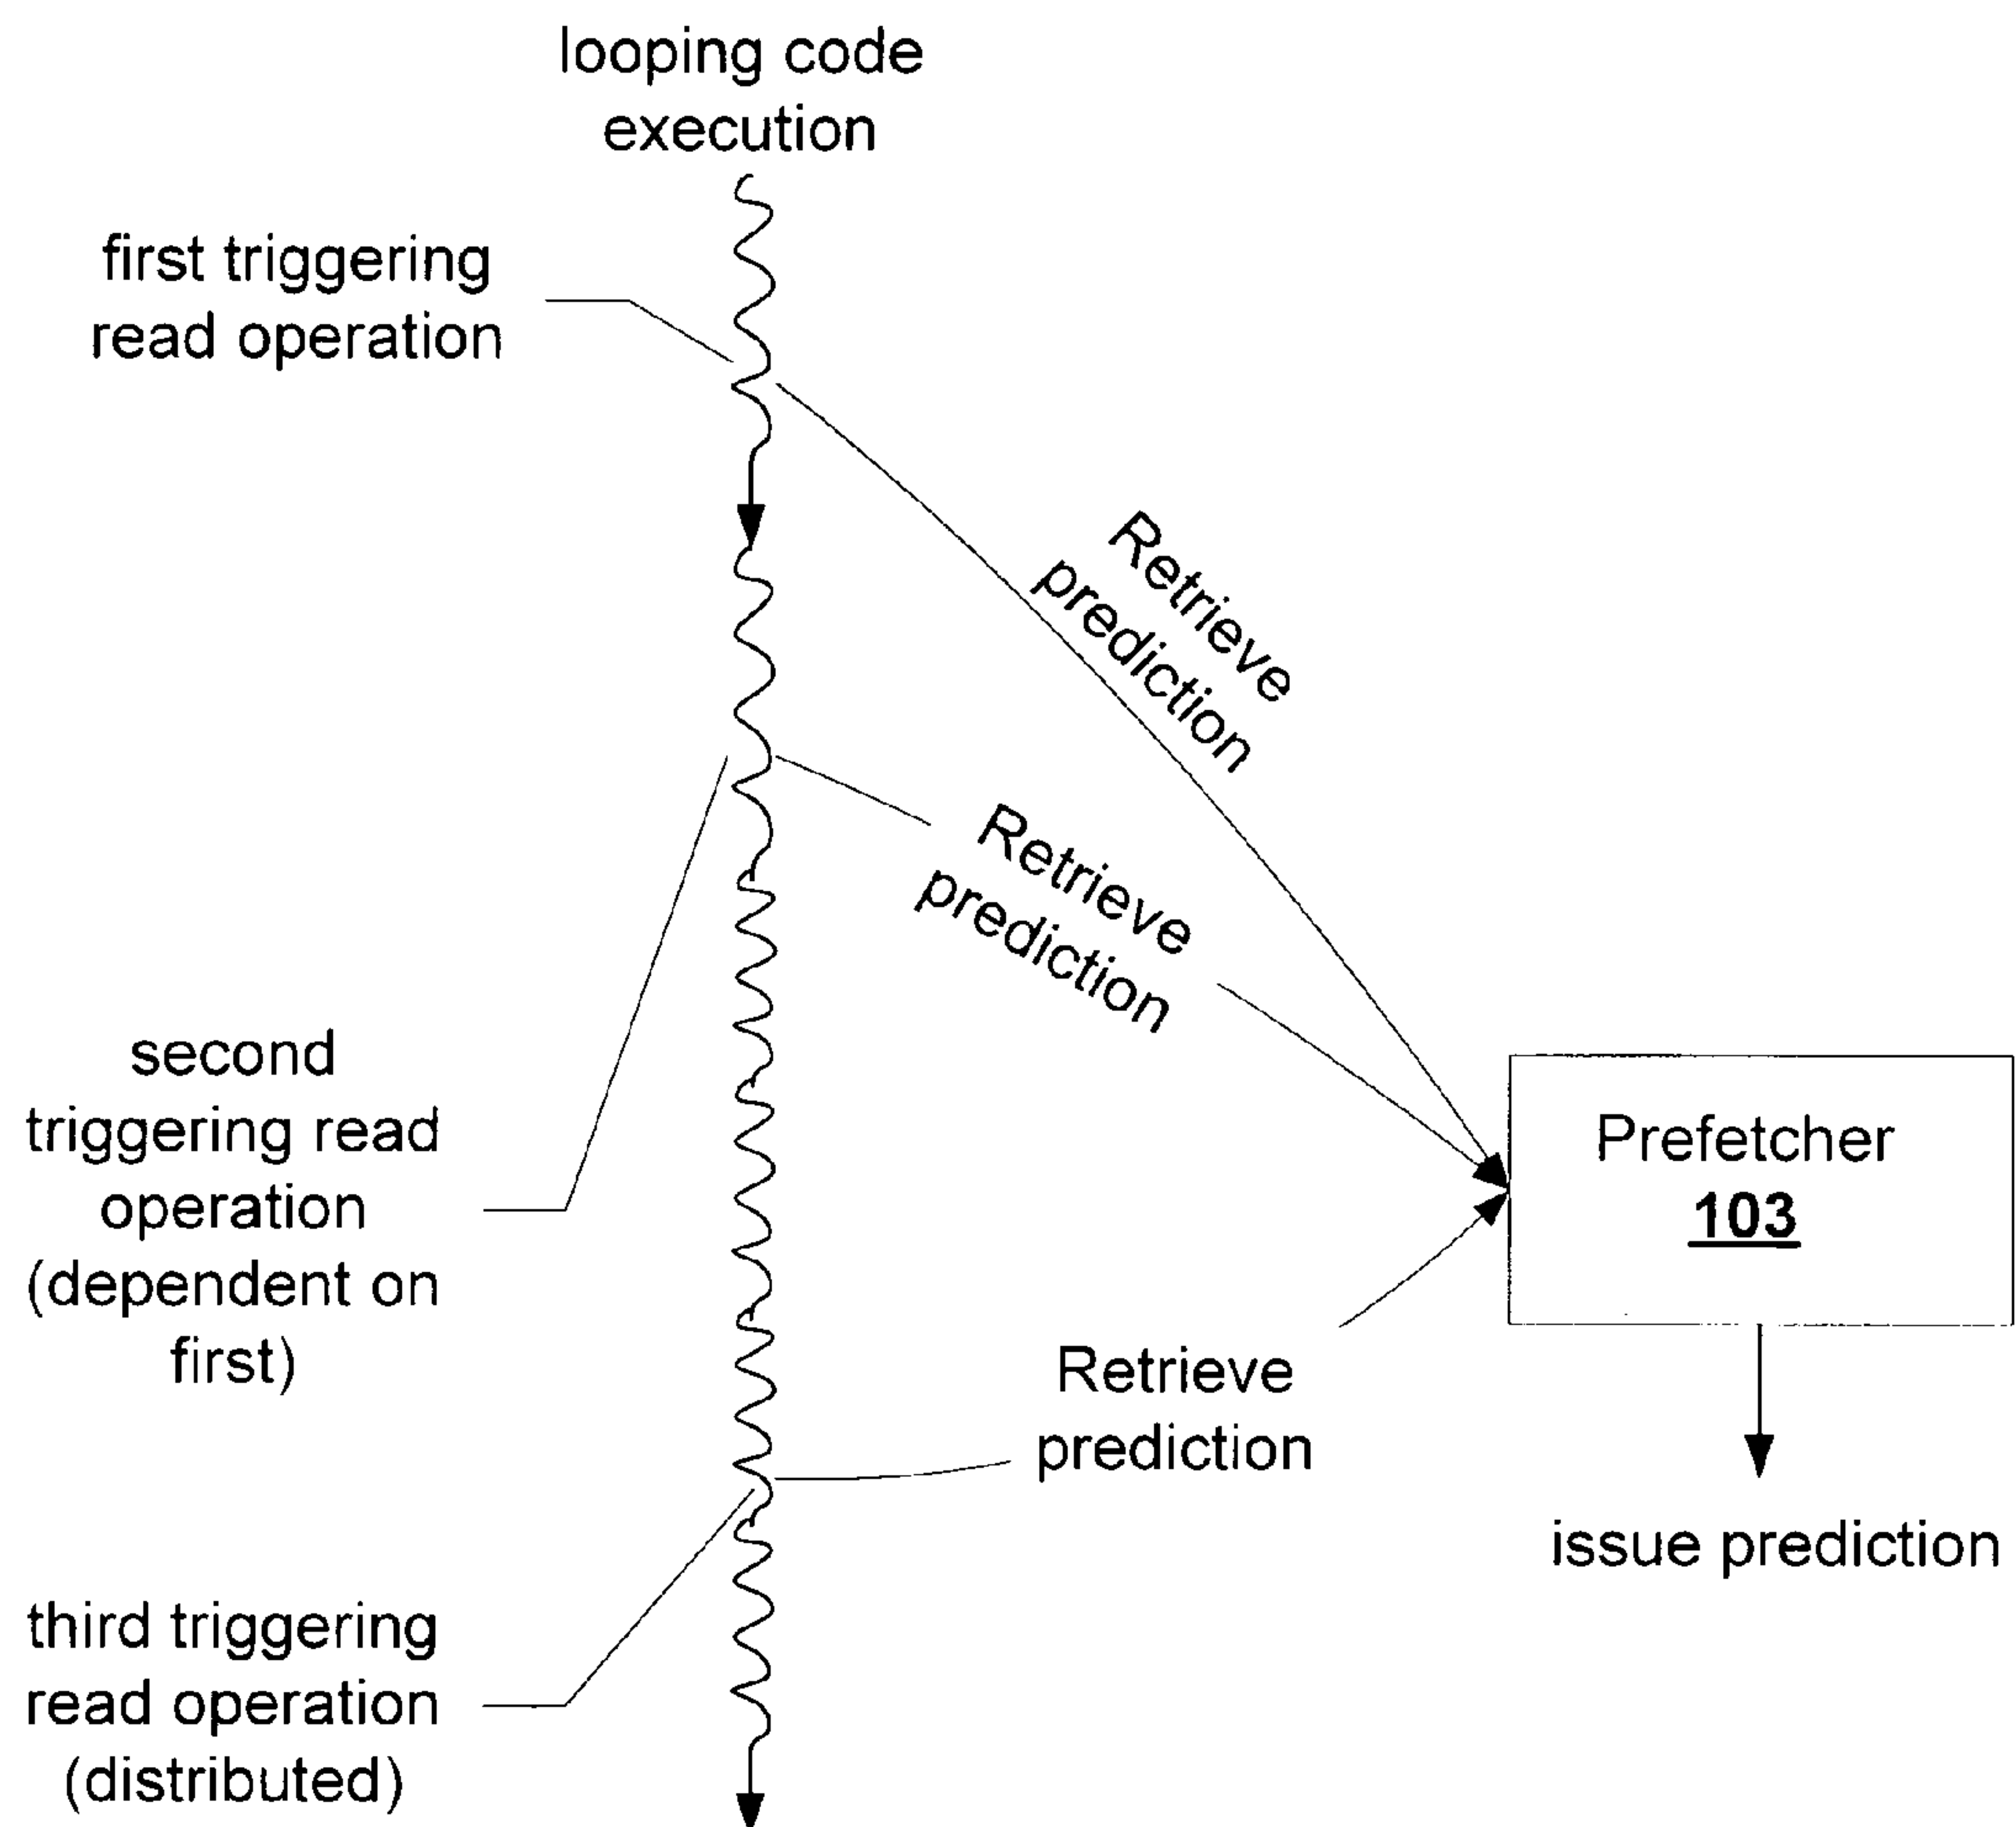 looping code
execution
first triggering
read operation
Retrieve
prediction
Retrieve
prediction
second
triggering read
operation
(dependent on
first)
Prefetcher
103
Retrieve
prediction
issue prediction
third triggering
read operation
(distributed)